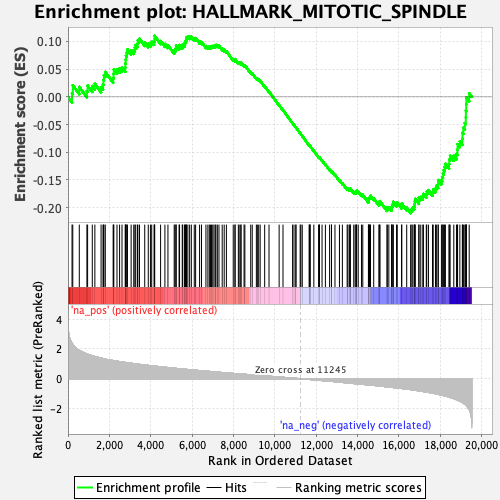 Enrichment plot: HALLMARK_MITOTIC_SPINDLE
Enrichment score (ES)
0.10
0.05
0.00
-0.05
-0.10
-0.15
-0.20
'na_pos' (positively correlated)
Ranked list metric (PreRanked)
4
2
0
-2
Zero cross at 11245
'na_neg' (negatively correlated)
0
2,000
4,000
6,000
8,000
10,000
12,000
14,000
16,000
18,000
20,000
Rank in Ordered Dataset
Enrichment profile
Hits
Ranking metric scores